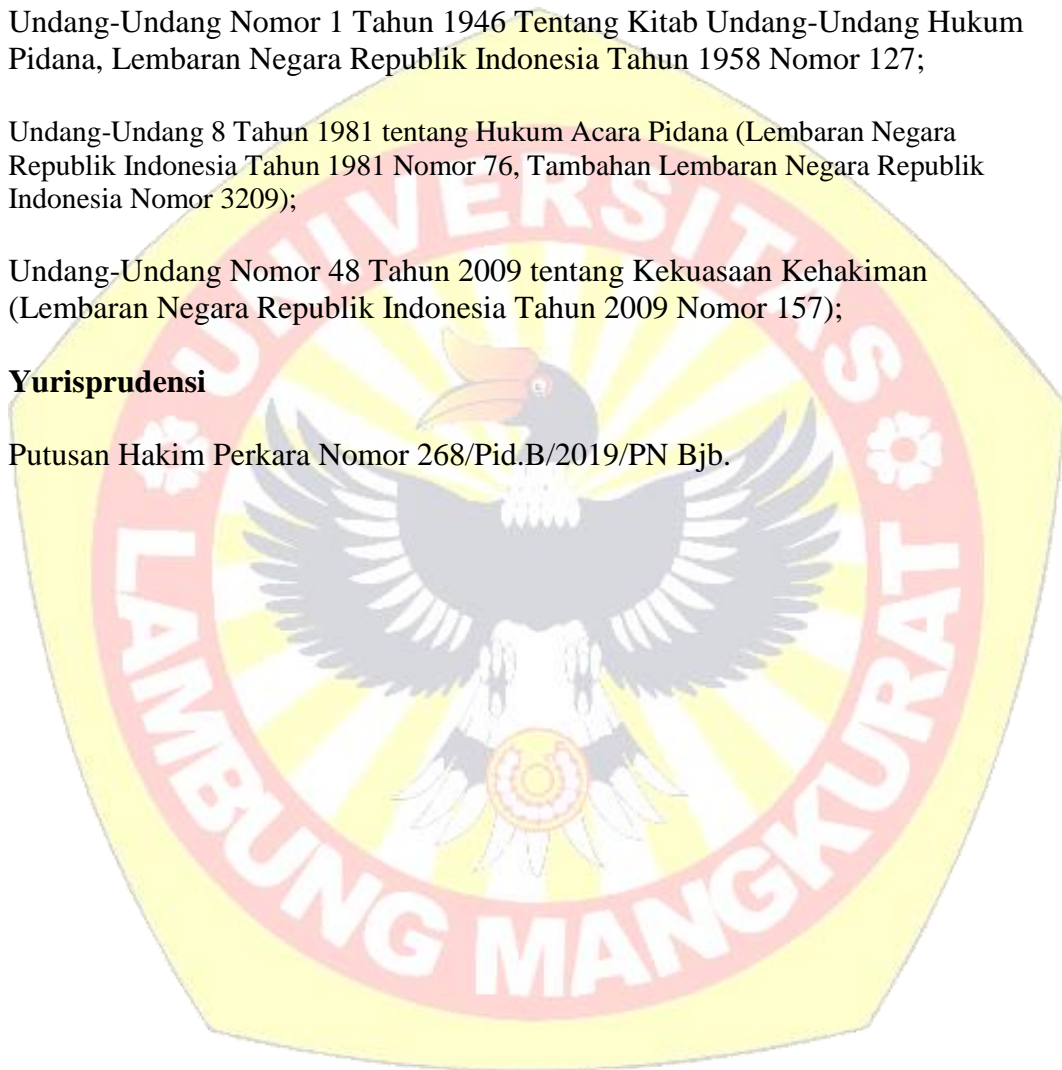 Undang-Undang Nomor 1 Tahun 1946 Tentang Kitab Undang-Undang Hukum
Pidana, Lembaran Negara Republik Indonesia Tahun 1958 Nomor 127;
Undang-Undang 8 Tahun 1981 tentang Hukum Acara Pidana (Lembaran Negara
Republik Indonesia Tahun 1981 Nomor 76, Tambahan Lembaran Negara Republik
Indonesia Nomor 3209);
Undang-Undang Nomor 48 Tahun 2009 tentang Kekuasaan Kehakiman
(Lembaran Negara Republik Indonesia Tahun 2009 Nomor 157);
Yurisprudensi
Putusan Hakim Perkara Nomor 268/Pid.B/2019/PN Bjb.
UNIVERSITAS
LAMBUNG MANGKURAT